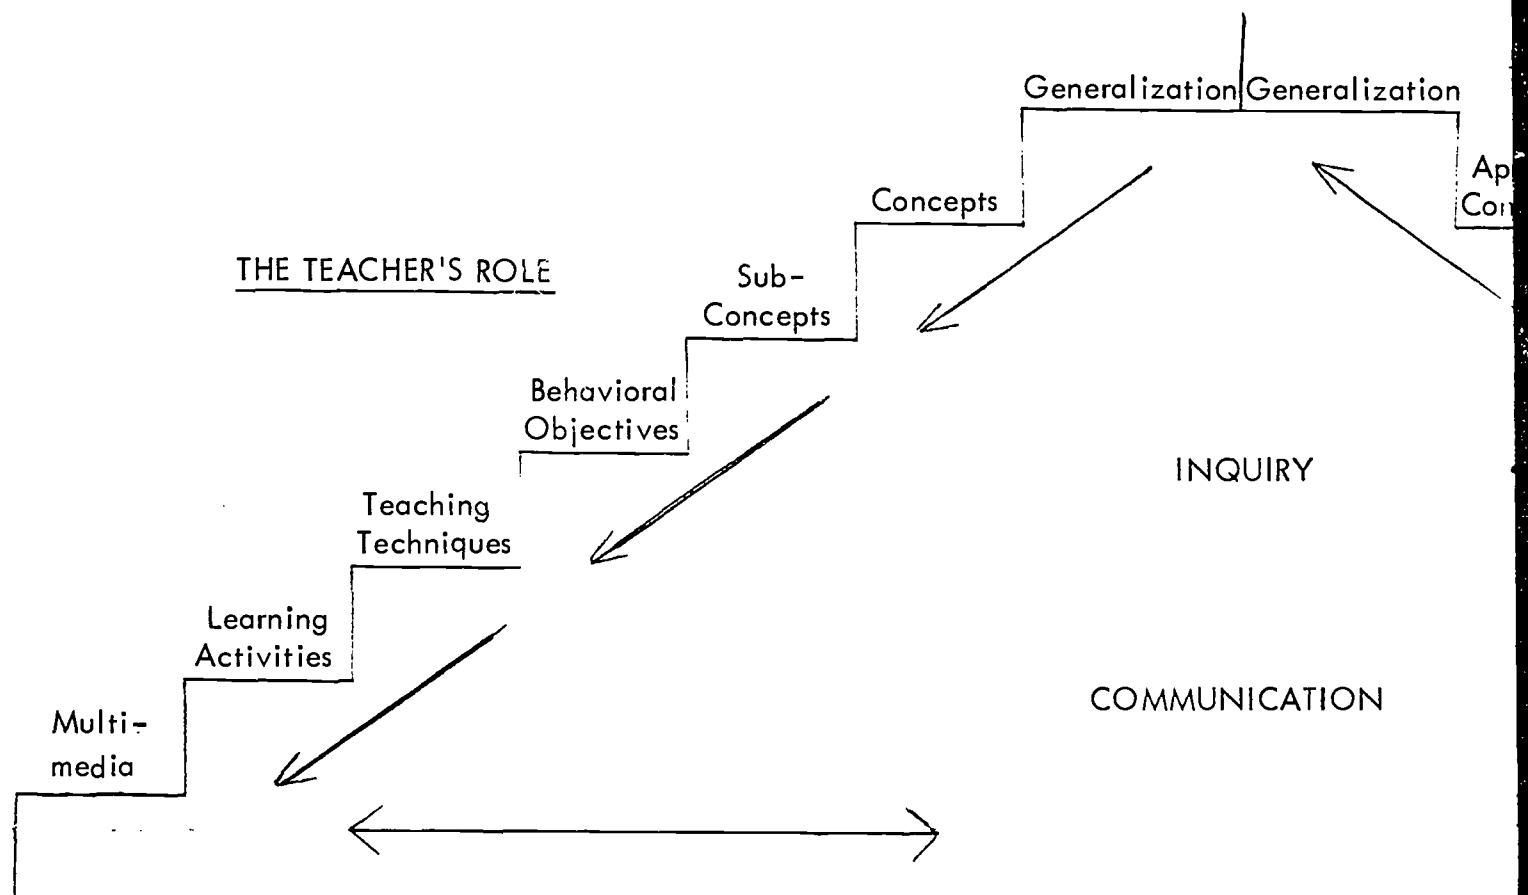 Generalization Generalization
Concepts
THE TEACHER'S ROLE
Sub-
Concepts
Behavioral
Objectives
INQUIRY
Teaching
Techniques
Learning
Activities
COMMUNICATION
Multi-
media